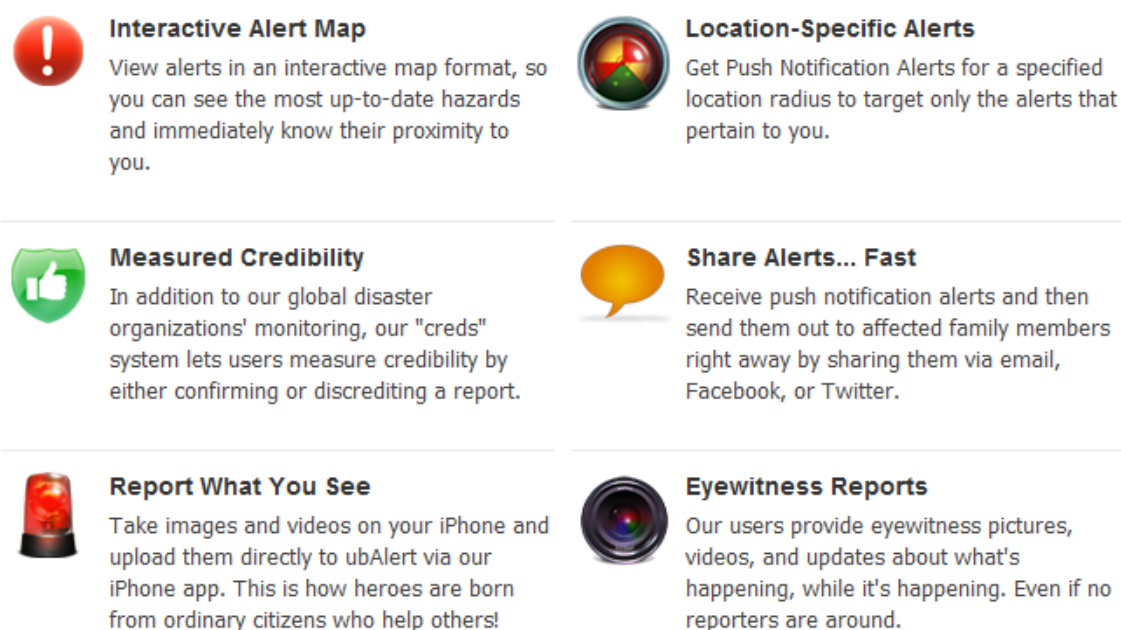 Interactive Alert Map
View alerts in an interactive map format, so
you can see the most up-to-date hazards
and immediately know their proximity to
you.
Location-Specific Alerts
Get Push Notification Alerts for a specified
location radius to target only the alerts that
pertain to you.
Measured Credibility
In addition to our global disaster
organizations' monitoring, our "creds"
system lets users measure credibility by
either confirming or discrediting a report.
Share Alerts... Fast
Receive push notification alerts and then
send them out to affected family members
right away by sharing them via email,
Facebook, or Twitter.
Report What You See
Take images and videos on your iPhone and
upload them directly to ubAlert via our
iPhone app. This is how heroes are born
from ordinary citizens who help others!
Eyewitness Reports
Our users provide eyewitness pictures,
videos, and updates about what's
happening, while it's happening. Even if no
reporters are around.